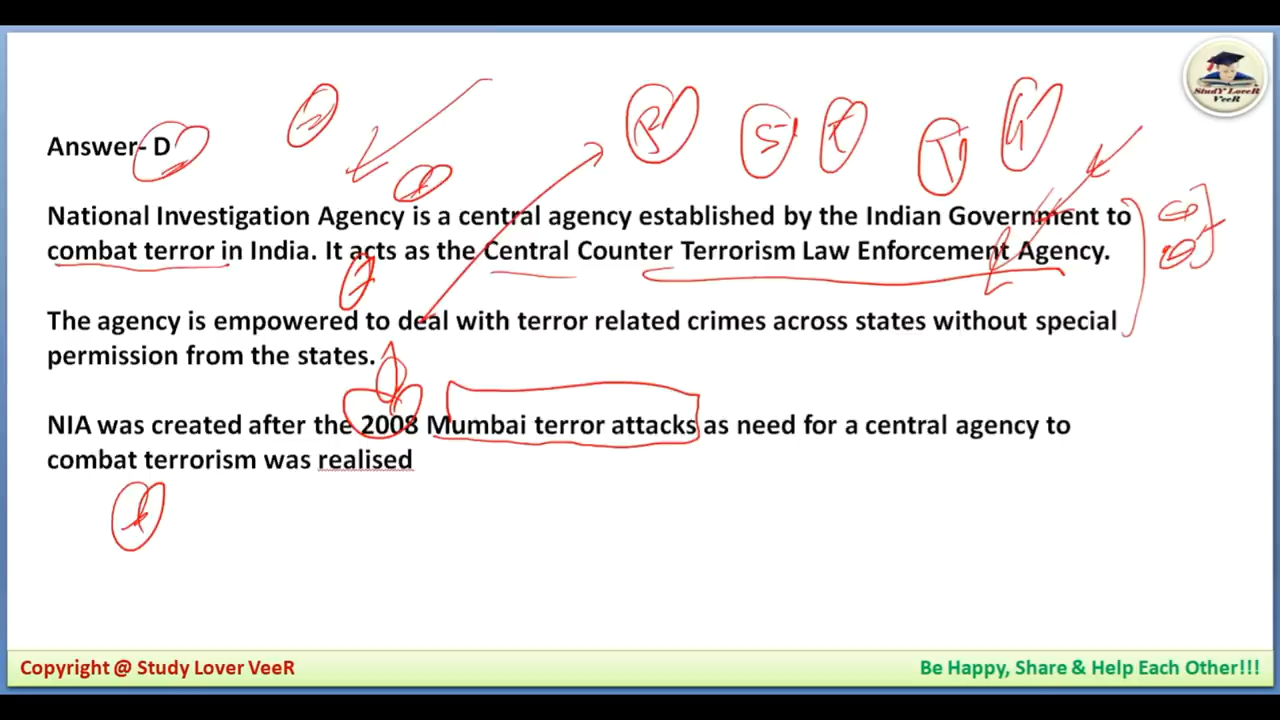 StudY LoveR
VeeR
Answer- D
National Investigation Agency is a central agency established by the Indian Government to
combat terror in India. It acts as the Central Counter Terrorism Law Enforcement Agency.
The agency is empowered to deal with terror related crimes across states without special
permission from the states.
NIA was created after the 2008 Mumbai terror attacks as need for a central agency to
combat terrorism was realised
Copyright @ Study Lover VeeR
Be Happy, Share & Help Each Other!!!